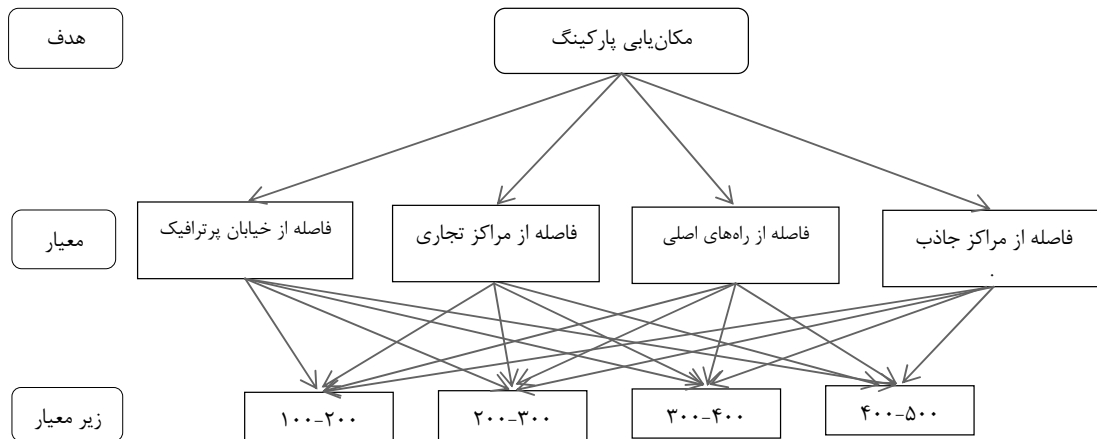 هدف
مکان‌یابی پارکینگ
معیار
فاصله از مراکز جاذب
.
فاصله از راه‌های اصلی
فاصله از مراکز تجاری
فاصله از خیابان پرترافیک
زیر معیار
۱۰۰-۲۰۰
۲۰۰-۳۰۰
۳۰۰-۴۰۰
۴۰۰-۵۰۰